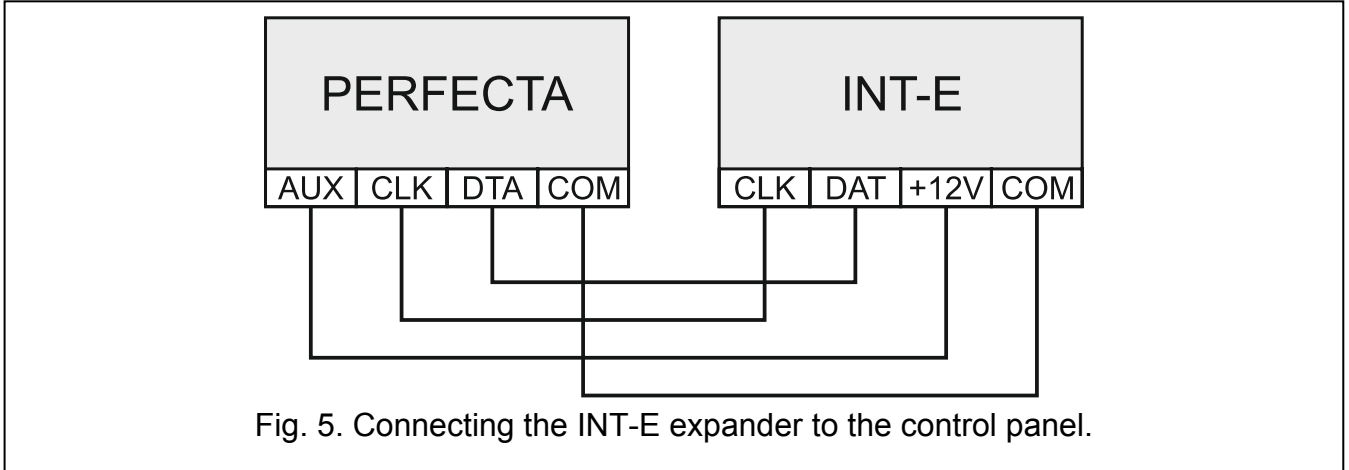 PERFECTA INT-E
AUX CLK DTA COM CLK DAT +12V COM
Fig. 5. Connecting the INT-E expander to the control panel.